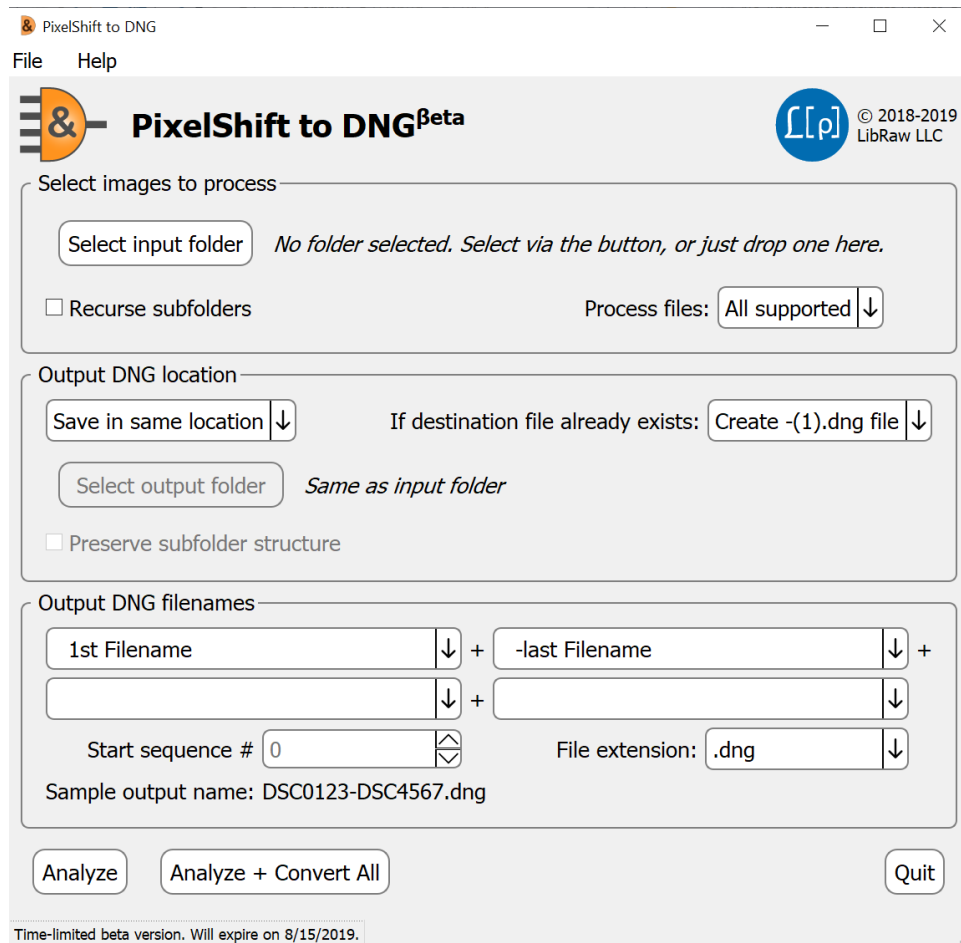 & PixelShift to DNG
File Help
& PixelShift to DNGβeta ʃ[ρ] © 2018-2019
LibRaw LLC
Select images to process
Select input folder No folder selected. Select via the button, or just drop one here.
Recurse subfolders Process files: All supported
Output DNG location
Save in same location If destination file already exists: Create -(1).dng file
Select output folder Same as input folder
Preserve subfolder structure
Output DNG filenames
1st Filename + -last Filename +
+
Start sequence # 0 File extension: .dng
Sample output name: DSC0123-DSC4567.dng
Analyze Analyze + Convert All Quit
Time-limited beta version. Will expire on 8/15/2019.